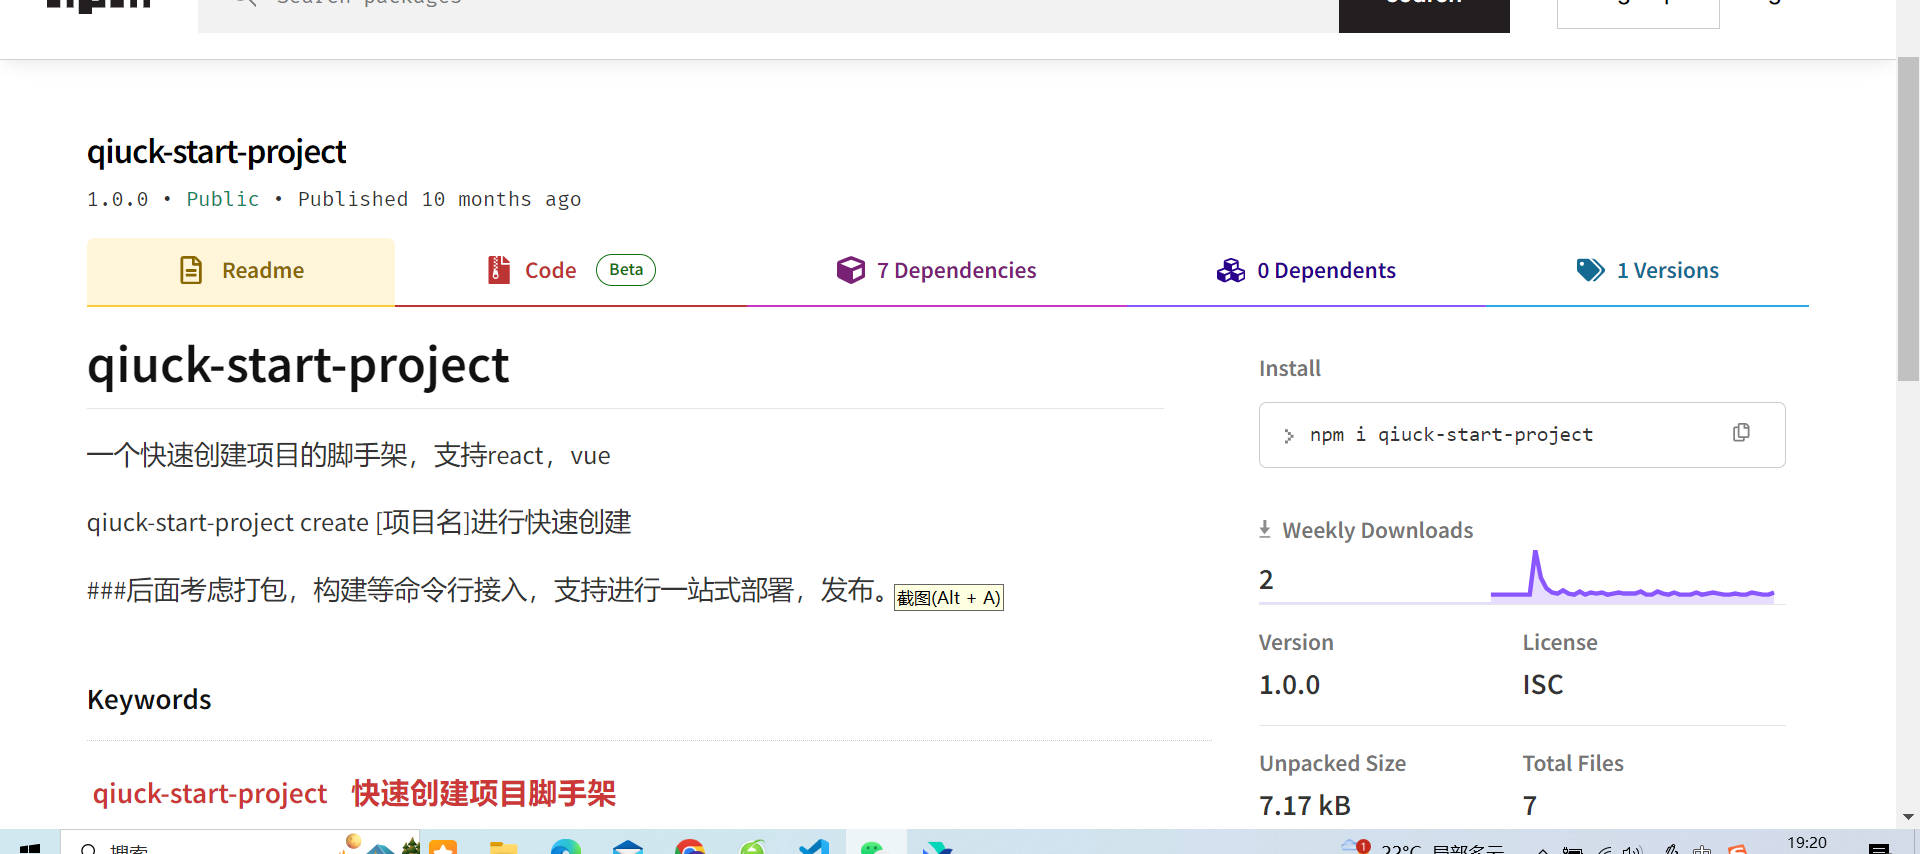 Search packages
qiuck-start-project
1.0.0 • Public • Published 10 months ago
Readme
Code Beta
7 Dependencies
0 Dependents
1 Versions
qiuck-start-project
一个快速创建项目的脚手架，支持react，vue
qiuck-start-project create [项目名]进行快速创建
###后面考虑打包，构建等命令行接入，支持进行一站式部署，发布。
截图(Alt + A)
Keywords
qiuck-start-project 快速创建项目脚手架
Install
npm i qiuck-start-project
Weekly Downloads
2
Version
1.0.0
License
ISC
Unpacked Size
7.17 kB
Total Files
7
搜索
1
22°C 局部多云
中
19:20